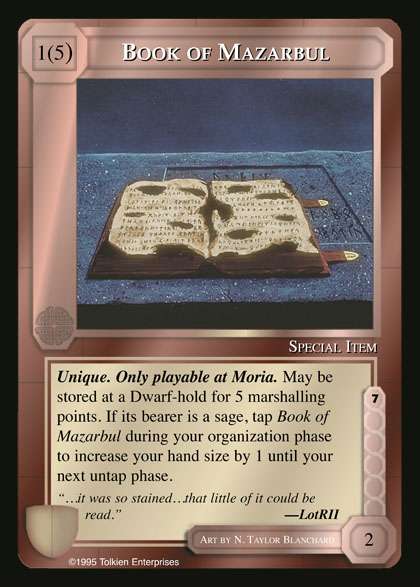 1(5)
BOOK OF MAZARBUL
SPECIAL ITEM
Unique. Only playable at Moria. May be
stored at a Dwarf-hold for 5 marshalling
points. If its bearer is a sage, tap Book of
Mazarbul during your organization phase
to increase your hand size by 1 until your
next untap phase.
7
“…it was so stained…that little of it could be
read.” —LotRII
ART BY N. TAYLOR BLANCHARD
2
©1995 Tolkien Enterprises